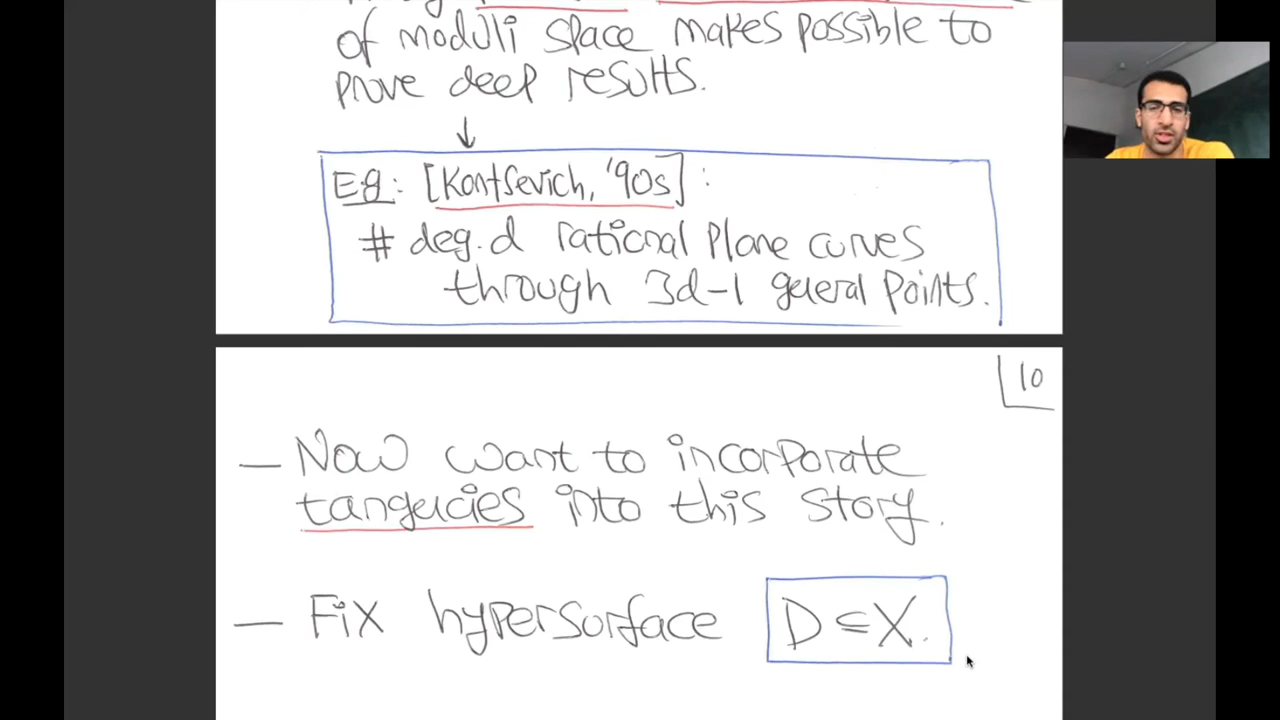 of moduli space makes possible to
prove deep results.
↓
E.g: [Kontsevich, '90s] :
# deg. d rational plane curves
through 3d-1 general points.
10
— Now want to incorporate
tangencies into this story.
— Fix hypersurface D ⊆ X.